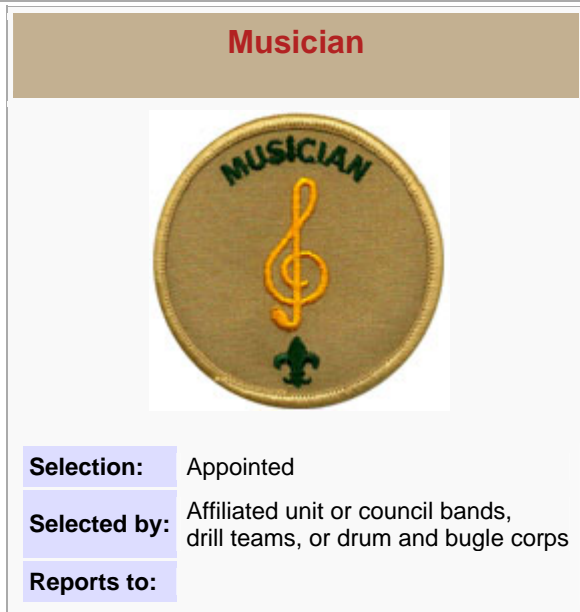 Musician
MUSICIAN
Selection: Appointed
Selected by: Affiliated unit or council bands,
drill teams, or drum and bugle corps
Reports to: